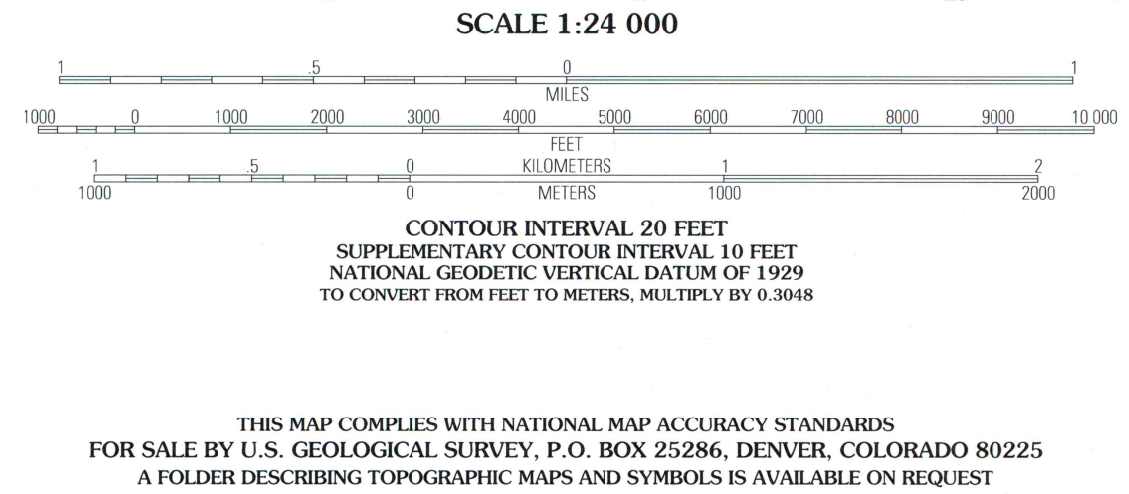 SCALE 1:24 000
1 .5 0 1
MILES
1000 0 1000 2000 3000 4000 5000 6000 7000 8000 9000 10 000
FEET
1 .5 0 KILOMETERS 1 2
1000 0 METERS 1000 2000
CONTOUR INTERVAL 20 FEET
SUPPLEMENTARY CONTOUR INTERVAL 10 FEET
NATIONAL GEODETIC VERTICAL DATUM OF 1929
TO CONVERT FROM FEET TO METERS, MULTIPLY BY 0.3048
THIS MAP COMPLIES WITH NATIONAL MAP ACCURACY STANDARDS
FOR SALE BY U.S. GEOLOGICAL SURVEY, P.O. BOX 25286, DENVER, COLORADO 80225
A FOLDER DESCRIBING TOPOGRAPHIC MAPS AND SYMBOLS IS AVAILABLE ON REQUEST